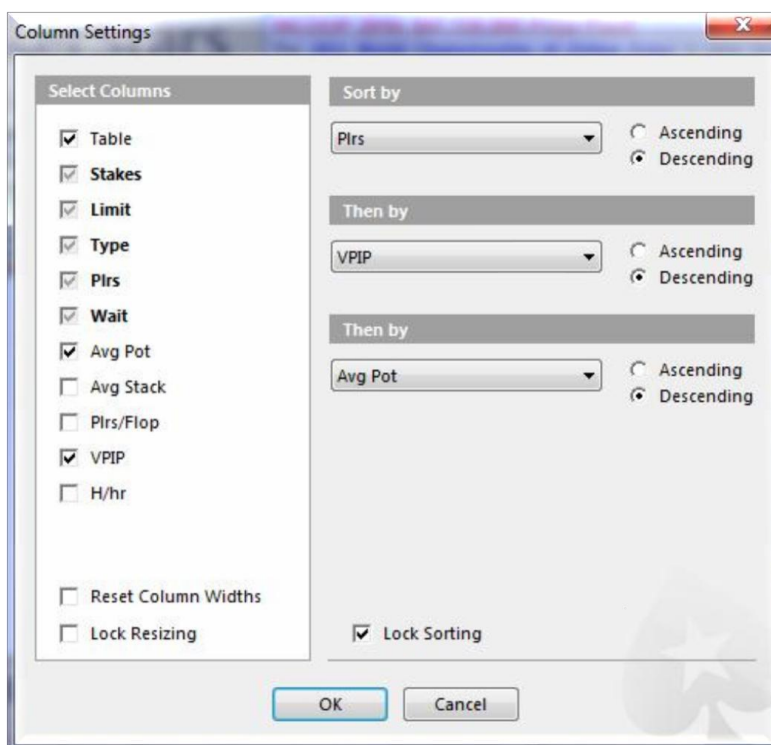 Column Settings
Select Columns
Table
Stakes
Limit
Type
Plrs
Wait
Avg Pot
Avg Stack
Plrs/Flop
VPIP
H/hr
Reset Column Widths
Lock Resizing
Sort by
Plrs
Ascending
Descending
Then by
VPIP
Ascending
Descending
Then by
Avg Pot
Ascending
Descending
Lock Sorting
OK
Cancel